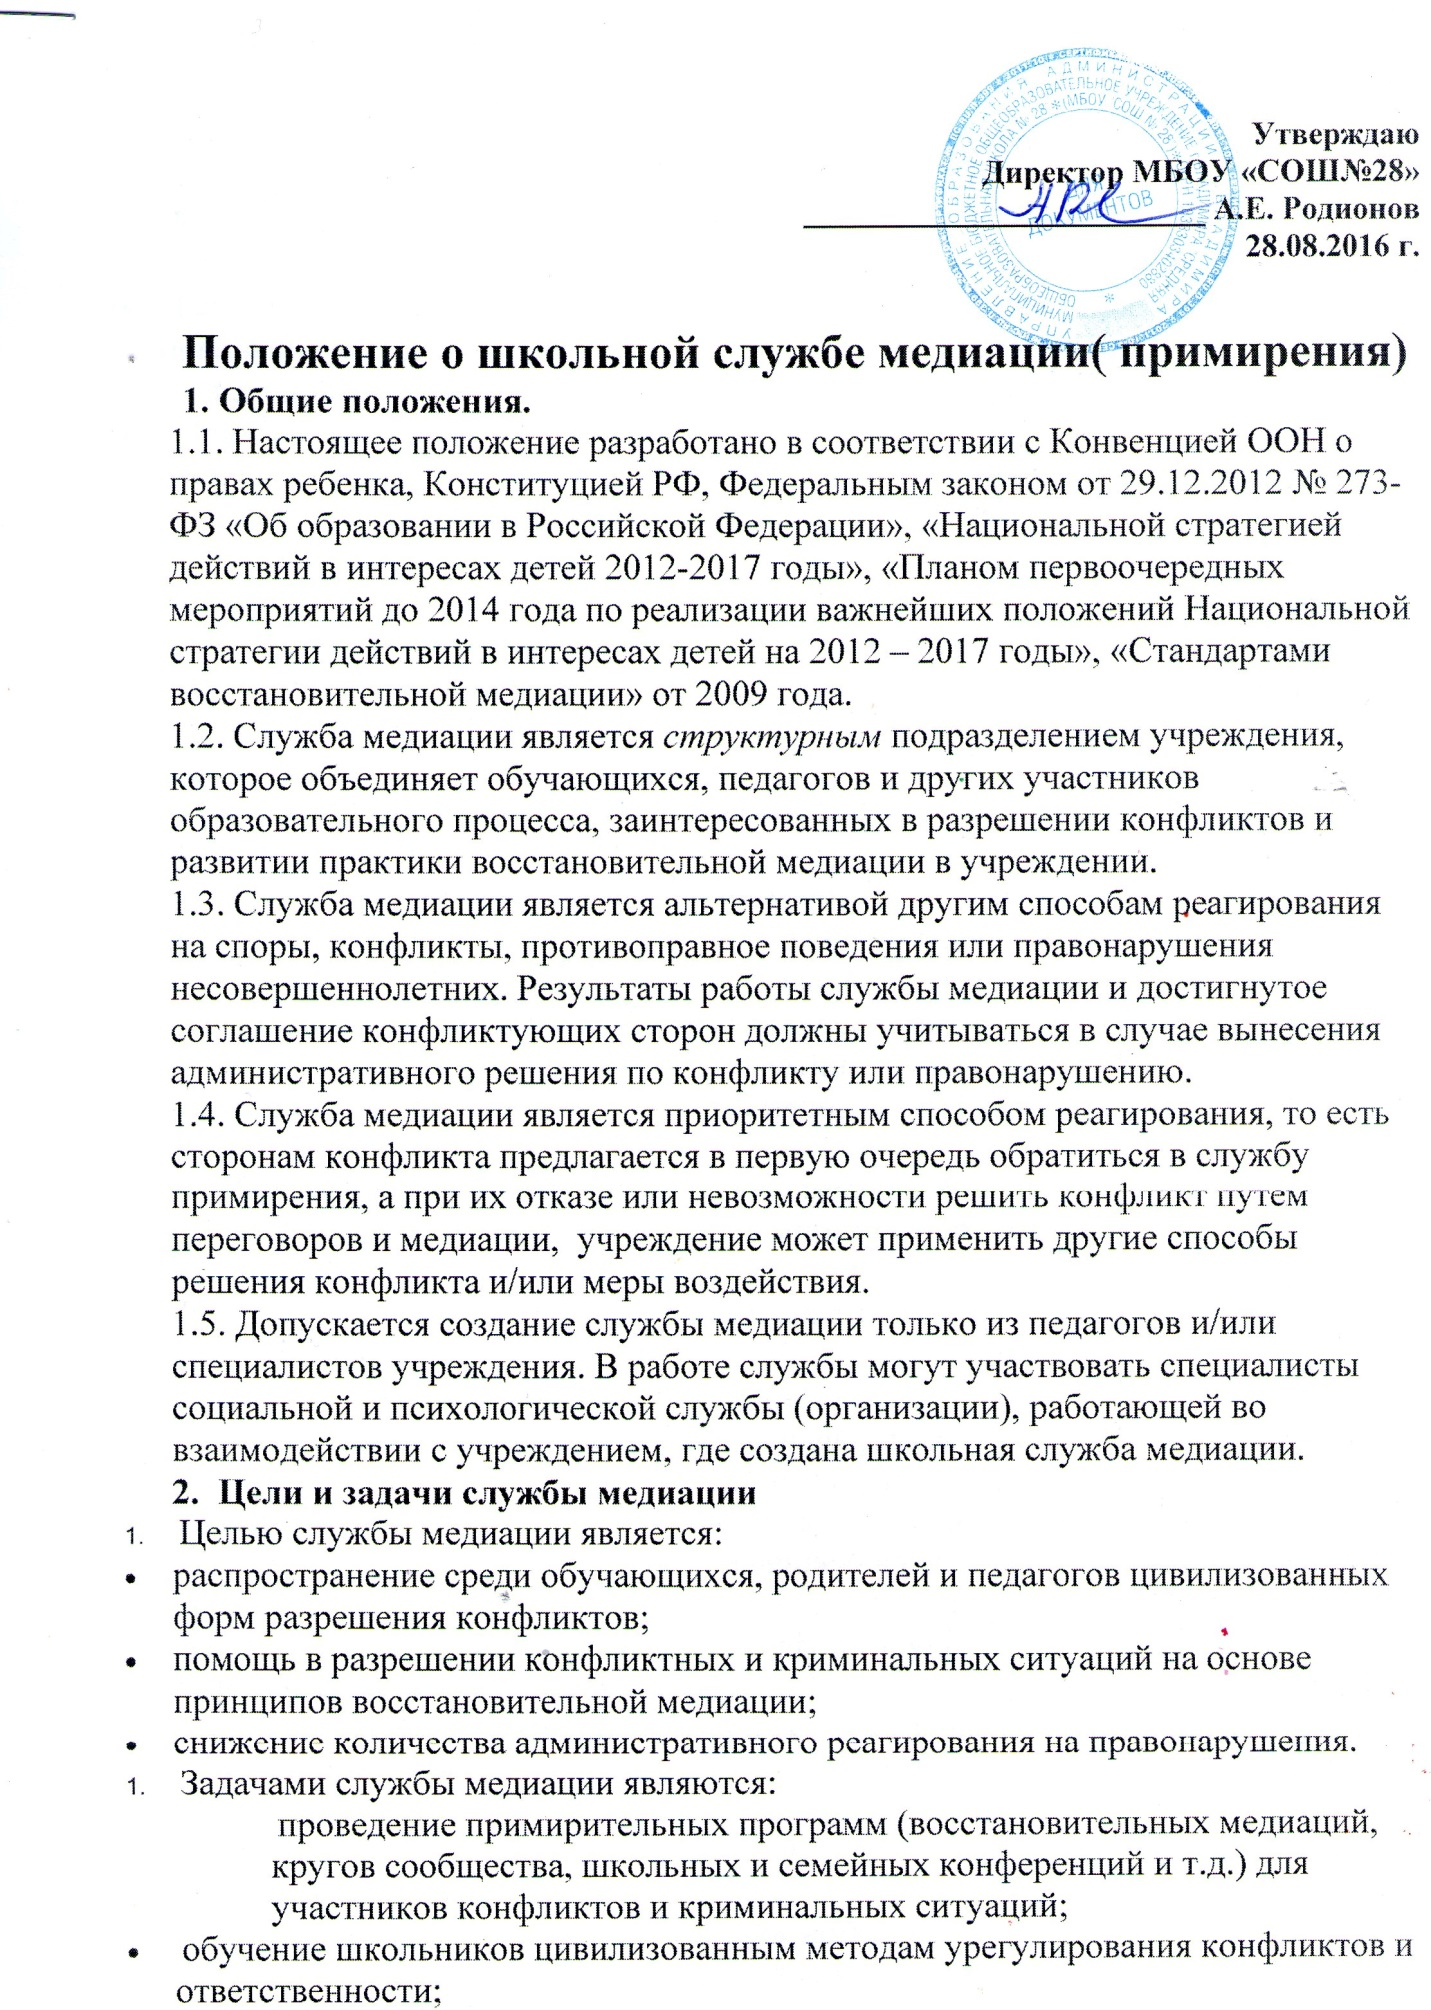 Утверждаю
Директор МБОУ «СОШ№28»
А.Е. Родионов
28.08.2016 г.
ДОКУМЕНТОВ
Положение о школьной службе медиации( примирения)
1. Общие положения.
1.1. Настоящее положение разработано в соответствии с Конвенцией ООН о
правах ребенка, Конституцией РФ, Федеральным законом от 29.12.2012 № 273-
ФЗ «Об образовании в Российской Федерации», «Национальной стратегией
действий в интересах детей 2012-2017 годы», «Планом первоочередных
мероприятий до 2014 года по реализации важнейших положений Национальной
стратегии действий в интересах детей на 2012 – 2017 годы», «Стандартами
восстановительной медиации» от 2009 года.
1.2. Служба медиации является структурным подразделением учреждения,
которое объединяет обучающихся, педагогов и других участников
образовательного процесса, заинтересованных в разрешении конфликтов и
развитии практики восстановительной медиации в учреждении.
1.3. Служба медиации является альтернативой другим способам реагирования
на споры, конфликты, противоправное поведения или правонарушения
несовершеннолетних. Результаты работы службы медиации и достигнутое
соглашение конфликтующих сторон должны учитываться в случае вынесения
административного решения по конфликту или правонарушению.
1.4. Служба медиации является приоритетным способом реагирования, то есть
сторонам конфликта предлагается в первую очередь обратиться в службу
примирения, а при их отказе или невозможности решить конфликт путем
переговоров и медиации,  учреждение может применить другие способы
решения конфликта и/или меры воздействия.
1.5. Допускается создание службы медиации только из педагогов и/или
специалистов учреждения. В работе службы могут участвовать специалисты
социальной и психологической службы (организации), работающей во
взаимодействии с учреждением, где создана школьная служба медиации.
2.  Цели и задачи службы медиации
1. Целью службы медиации является:
• распространение среди обучающихся, родителей и педагогов цивилизованных
форм разрешения конфликтов;
• помощь в разрешении конфликтных и криминальных ситуаций на основе
принципов восстановительной медиации;
• снижение количества административного реагирования на правонарушения.
1. Задачами службы медиации являются:
проведение примирительных программ (восстановительных медиаций,
кругов сообщества, школьных и семейных конференций и т.д.) для
участников конфликтов и криминальных ситуаций;
• обучение школьников цивилизованным методам урегулирования конфликтов и
ответственности;